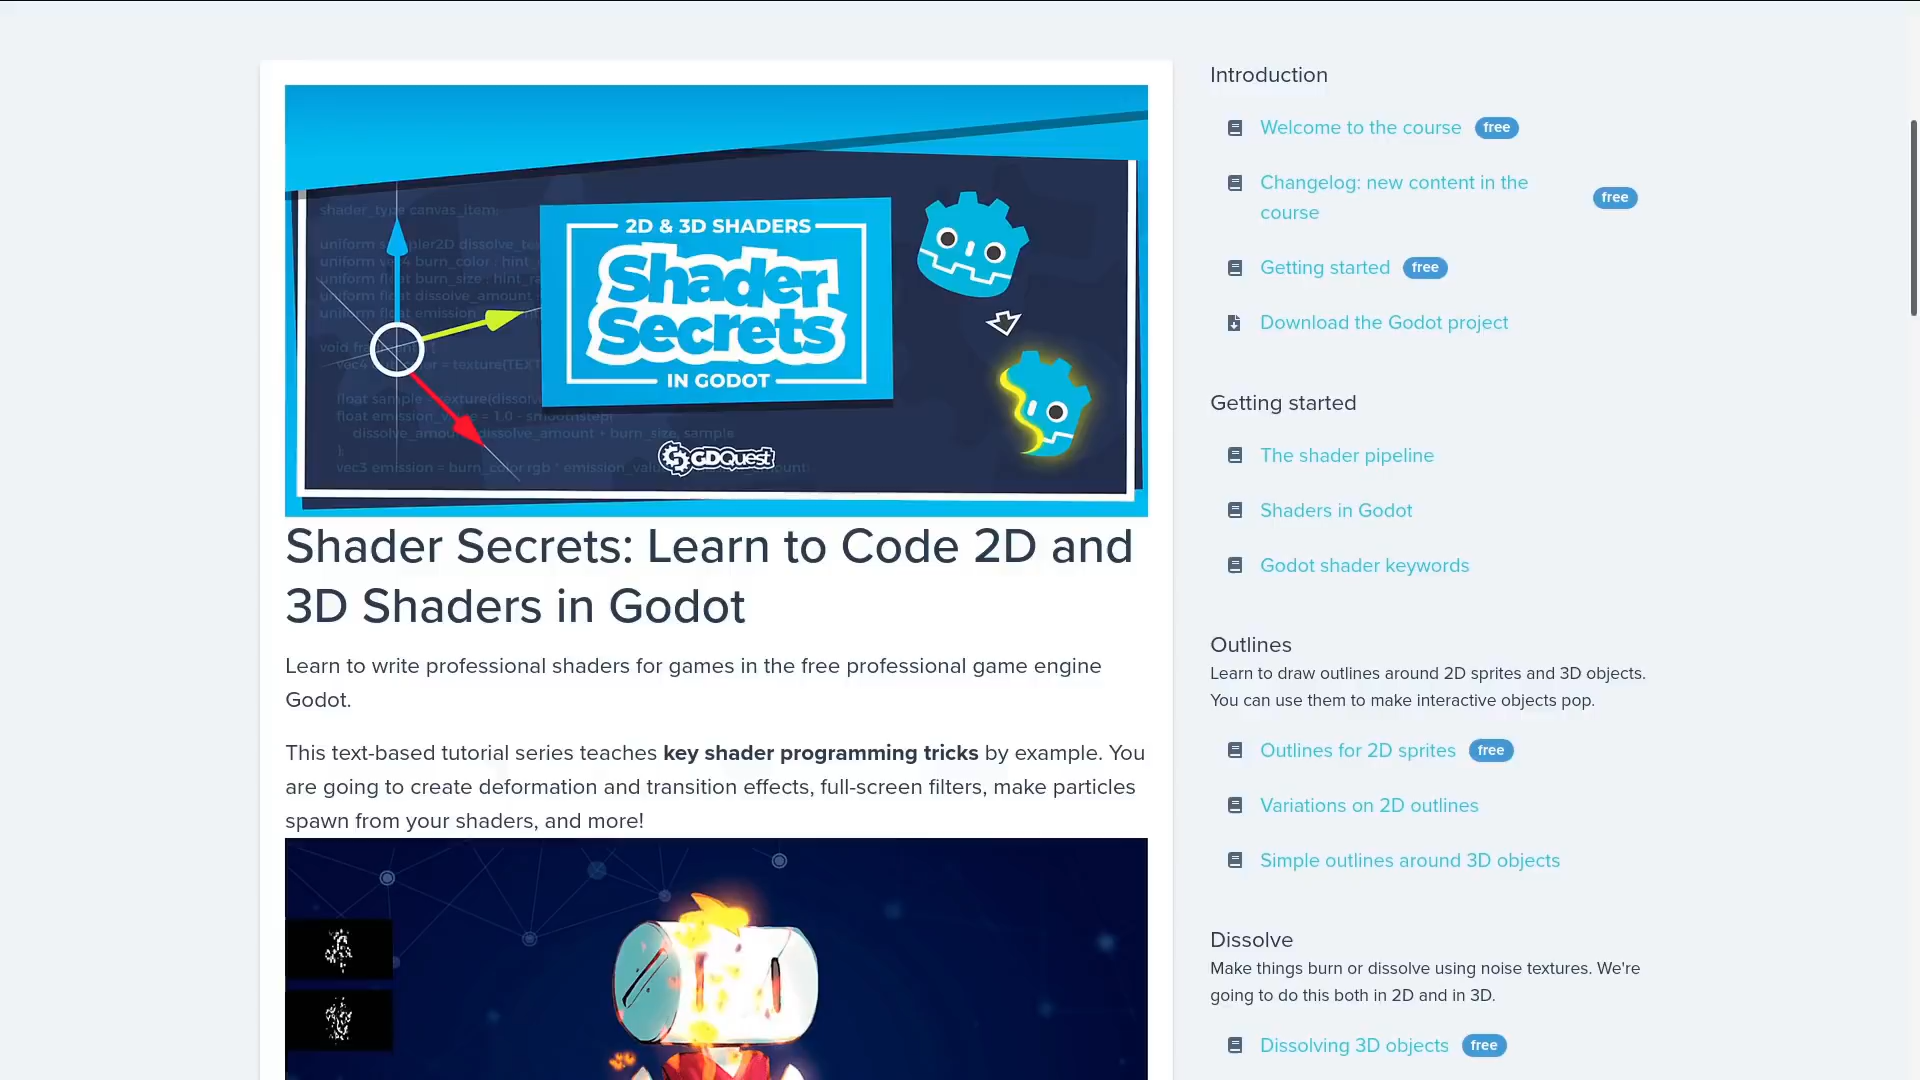 shader_type canvas_item;
2D & 3D SHADERS
Shader
Secrets
IN GODOT
GDQuest
Shader Secrets: Learn to Code 2D and
3D Shaders in Godot
Learn to write professional shaders for games in the free professional game engine
Godot.
This text-based tutorial series teaches key shader programming tricks by example. You
are going to create deformation and transition effects, full-screen filters, make particles
spawn from your shaders, and more!
Introduction
Welcome to the course free
Changelog: new content in the
course free
Getting started free
Download the Godot project
Getting started
The shader pipeline
Shaders in Godot
Godot shader keywords
Outlines
Learn to draw outlines around 2D sprites and 3D objects.
You can use them to make interactive objects pop.
Outlines for 2D sprites free
Variations on 2D outlines
Simple outlines around 3D objects
Dissolve
Make things burn or dissolve using noise textures. We're
going to do this both in 2D and in 3D.
Dissolving 3D objects free